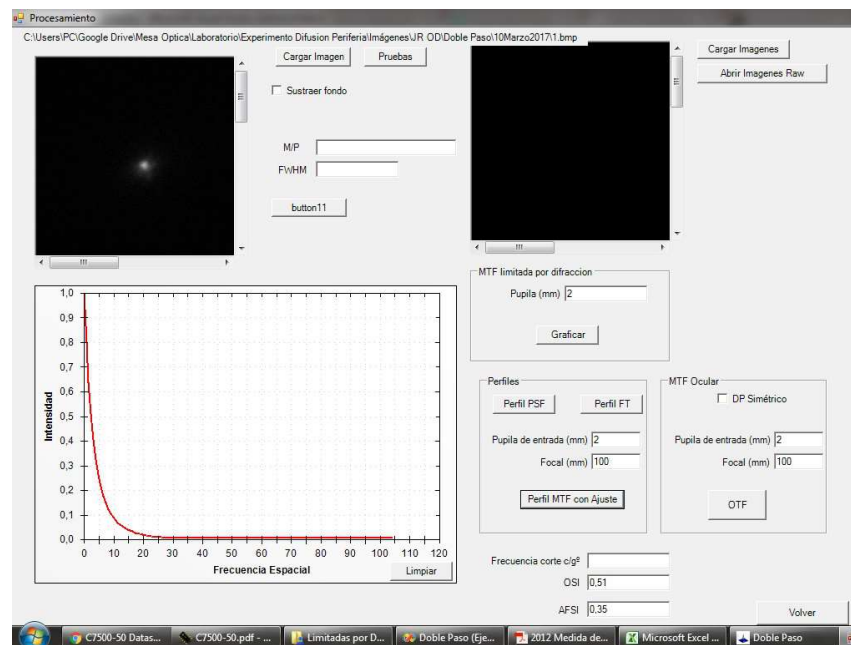 Procesamiento
C:\Users\PC\Google Drive\Mesa Optica\Laboratorio\Experimento Difusion Periferia\Imágenes\JR OD\Doble Paso\10Marzo2017\1.bmp
Cargar Imagen
Pruebas
Sustraer fondo
M/P
FWHM
button11
Cargar Imagenes
Abrir Imagenes Raw
MTF limitada por difraccion
Pupila (mm) 2
Graficar
1,0
0,9
0,8
0,7
0,6
0,5
0,4
0,3
0,2
0,1
0,0
Intensidad
0 10 20 30 40 50 60 70 80 90 100 110 120
Frecuencia Espacial
Limpiar
Perfiles
Perfil PSF
Perfil FT
Pupila de entrada (mm) 2
Focal (mm) 100
Perfil MTF con Ajuste
MTF Ocular
DP Simétrico
Pupila de entrada (mm) 2
Focal (mm) 100
OTF
Frecuencia corte c/gº
OSI 0,51
AFSI 0,35
Volver
C7500-50 Datas...
C7500-50.pdf - ...
Limitadas por D...
Doble Paso (Eje...
2012 Medida de...
Microsoft Excel ...
Doble Paso